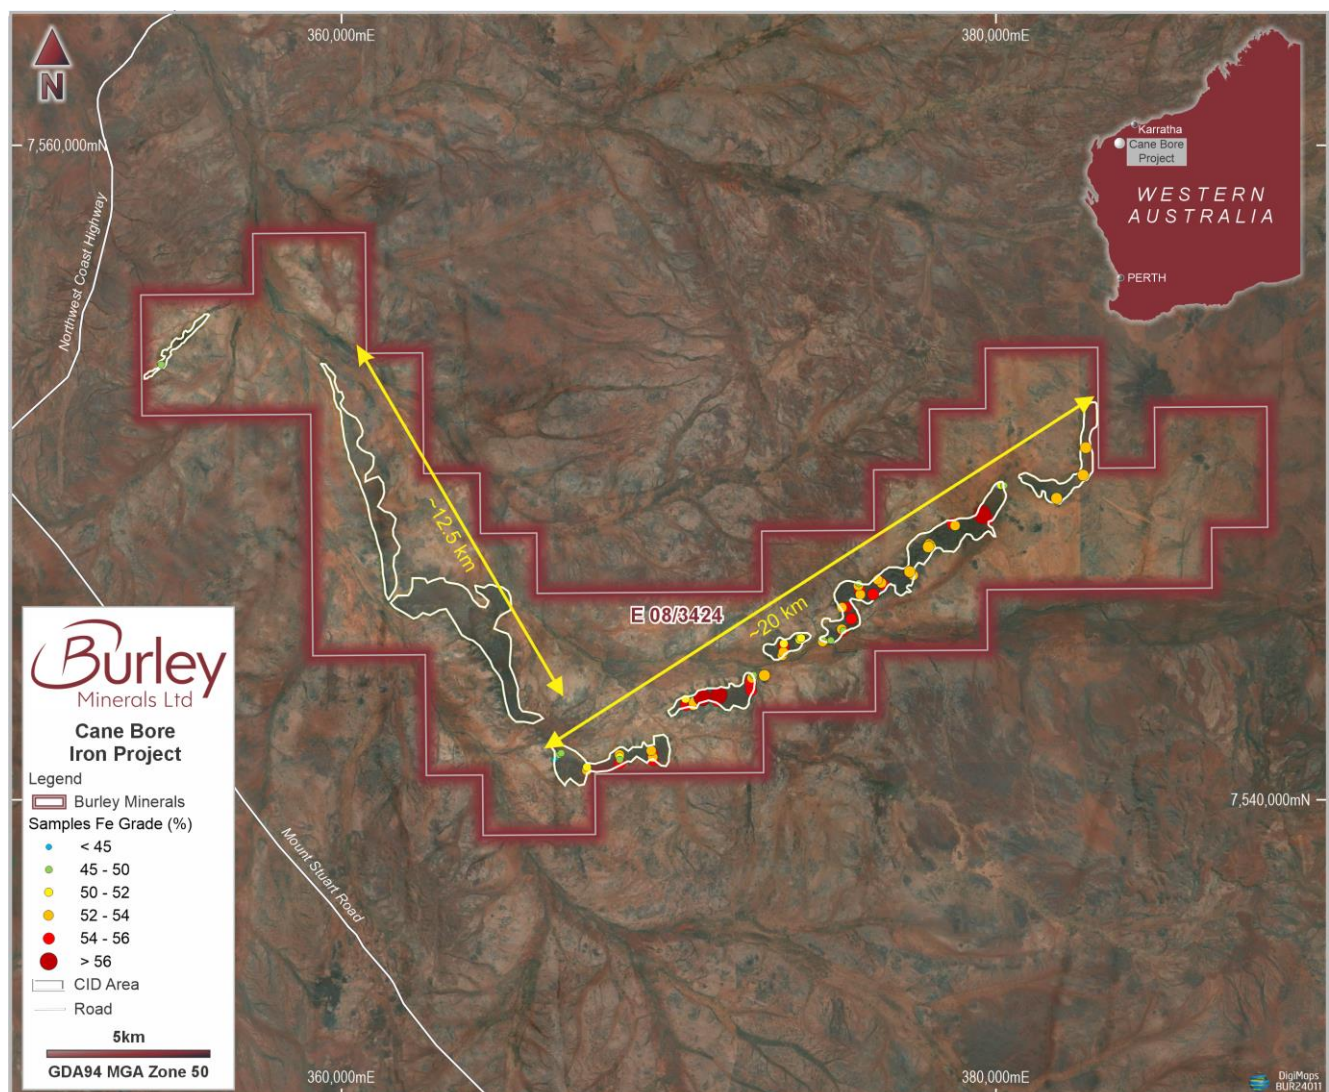 360,000mE
380,000mE
N
7,560,000mN
Northwest Coast Highway
Karratha
Cane Bore
Project
WESTERN
AUSTRALIA
PERTH
~12.5 km
E 08/3424
~20 km
7,540,000mN
Mount Stuart Road
Burley
Minerals Ltd
Cane Bore
Iron Project
Legend
Burley Minerals
Samples Fe Grade (%)
< 45
45 - 50
50 - 52
52 - 54
54 - 56
> 56
CID Area
Road
5km
GDA94 MGA Zone 50
360,000mE
380,000mE
DigiMaps
BUR24011